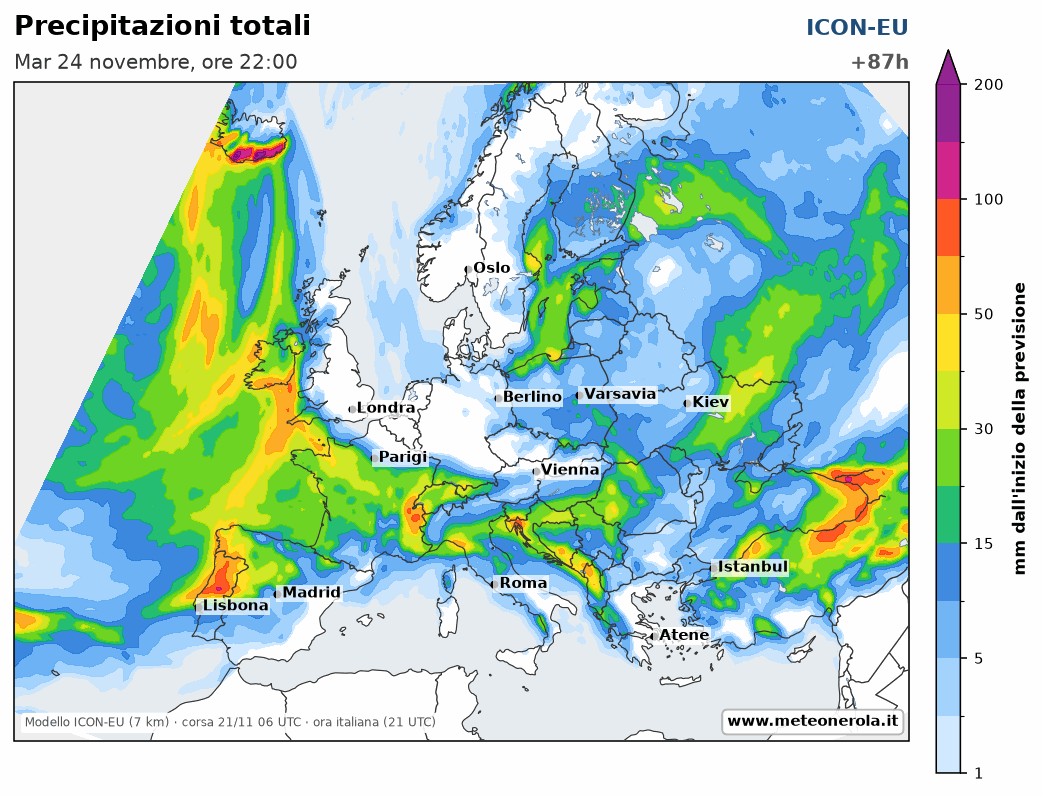 Precipitazioni totali
ICON-EU
Mar 24 novembre, ore 22:00
+87h
200
100
50
30
15
5
1
mm dall'inizio della previsione
Oslo
Londra
Berlino
Varsavia
Kiev
Parigi
Vienna
Istanbul
Roma
Madrid
Lisbona
Atene
Modello ICON-EU (7 km) · corsa 21/11 06 UTC · ora italiana (21 UTC)
www.meteonerola.it